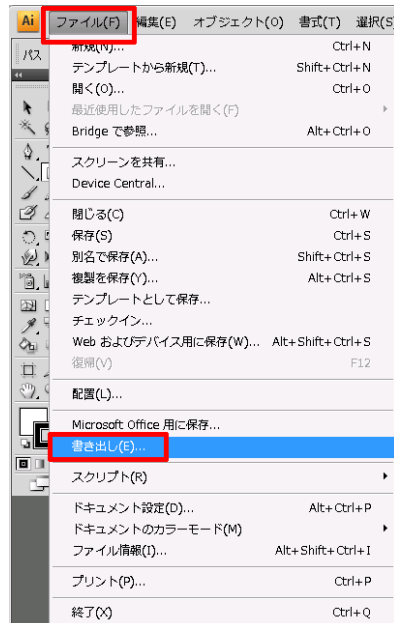 Ai ファイル(F) 編集(E) オブジェクト(O) 書式(T) 選択(S
パス
新規(N)... Ctrl+N
テンプレートから新規(T)... Shift+Ctrl+N
開く(O)... Ctrl+O
最近使用したファイルを開く(F)
Bridge で参照... Alt+Ctrl+O
スクリーンを共有...
Device Central...
閉じる(C) Ctrl+W
保存(S) Ctrl+S
別名で保存(A)... Shift+Ctrl+S
複製を保存(Y)... Alt+Ctrl+S
テンプレートとして保存...
チェックイン...
Web およびデバイス用に保存(W)... Alt+Shift+Ctrl+S
復帰(V) F12
配置(L)...
Microsoft Office 用に保存...
書き出し(E)...
スクリプト(R)
ドキュメント設定(D)... Alt+Ctrl+P
ドキュメントのカラーモード(M)
ファイル情報(I)... Alt+Shift+Ctrl+I
プリント(P)... Ctrl+P
終了(X) Ctrl+Q